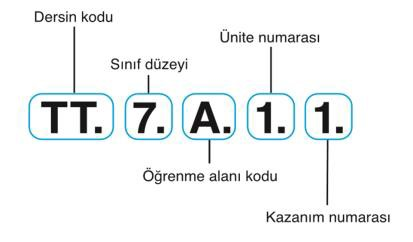 Dersin kodu
Ünite numarası
Sınıf düzeyi
TT. 7. A. 1. 1.
Öğrenme alanı kodu
Kazanım numarası